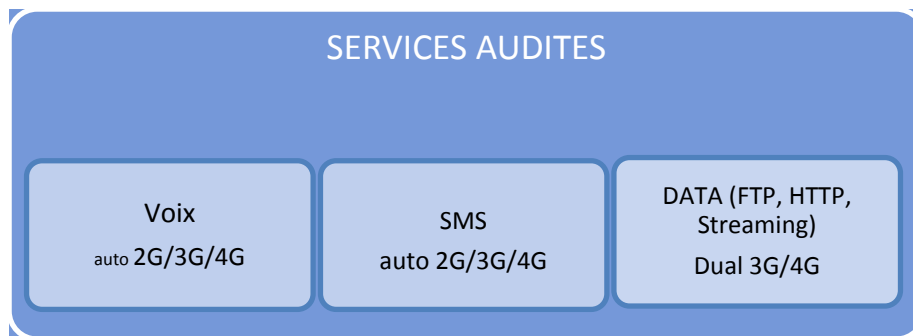 SERVICES AUDITES
Voix
auto 2G/3G/4G
SMS
auto 2G/3G/4G
DATA (FTP, HTTP,
Streaming)
Dual 3G/4G